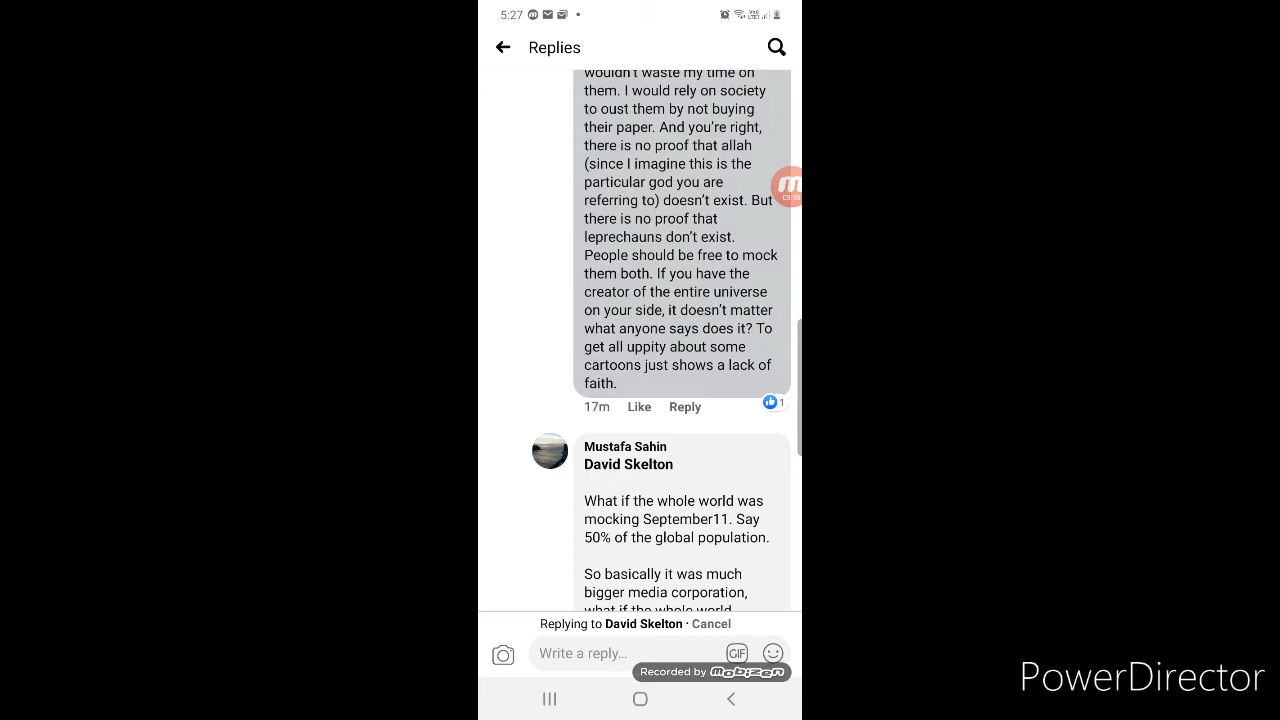 5:27
Replies
wouldn't waste my time on
them. I would rely on society
to oust them by not buying
their paper. And you're right,
there is no proof that allah
(since I imagine this is the
particular god you are
referring to) doesn't exist. But
there is no proof that
leprechauns don't exist.
People should be free to mock
them both. If you have the
creator of the entire universe
on your side, it doesn't matter
what anyone says does it? To
get all uppity about some
cartoons just shows a lack of
faith.
17m Like Reply 1
Mustafa Sahin
David Skelton
What if the whole world was
mocking September11. Say
50% of the global population.
So basically it was much
bigger media corporation,
what if the whole world
Replying to David Skelton · Cancel
Write a reply... GIF
Recorded by mobizen
PowerDirector